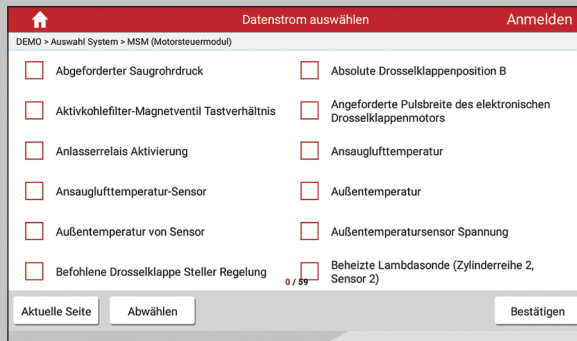 Datenstrom auswählen
Anmelden
DEMO > Auswahl System > MSM (Motorsteuermodul)
Abgeforderter Saugrohrdruck
Absolute Drosselklappenposition B
Aktivkohlefilter-Magnetventil Tastverhältnis
Angeforderte Pulsbreite des elektronischen
Drosselklappenmotors
Anlasserrelais Aktivierung
Ansauglufttemperatur
Ansauglufttemperatur-Sensor
Außentemperatur
Außentemperatur von Sensor
Außentemperatursensor Spannung
Befohlene Drosselklappe Steller Regelung
Beheizte Lambdasonde (Zylinderreihe 2,
Sensor 2)
0 / 59
Aktuelle Seite
Abwählen
Bestätigen